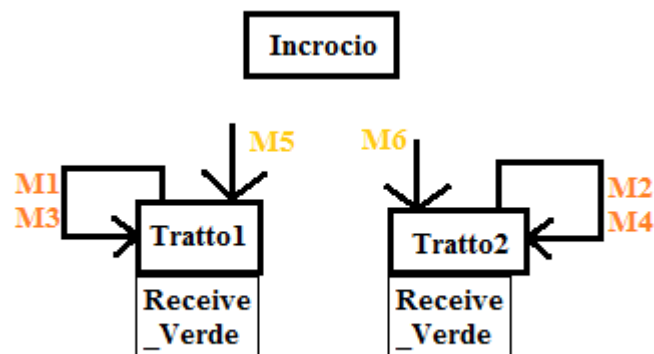 Incrocio
M5
M6
M1
M3
M2
M4
Tratto1
Tratto2
Receive
_Verde
Receive
_Verde